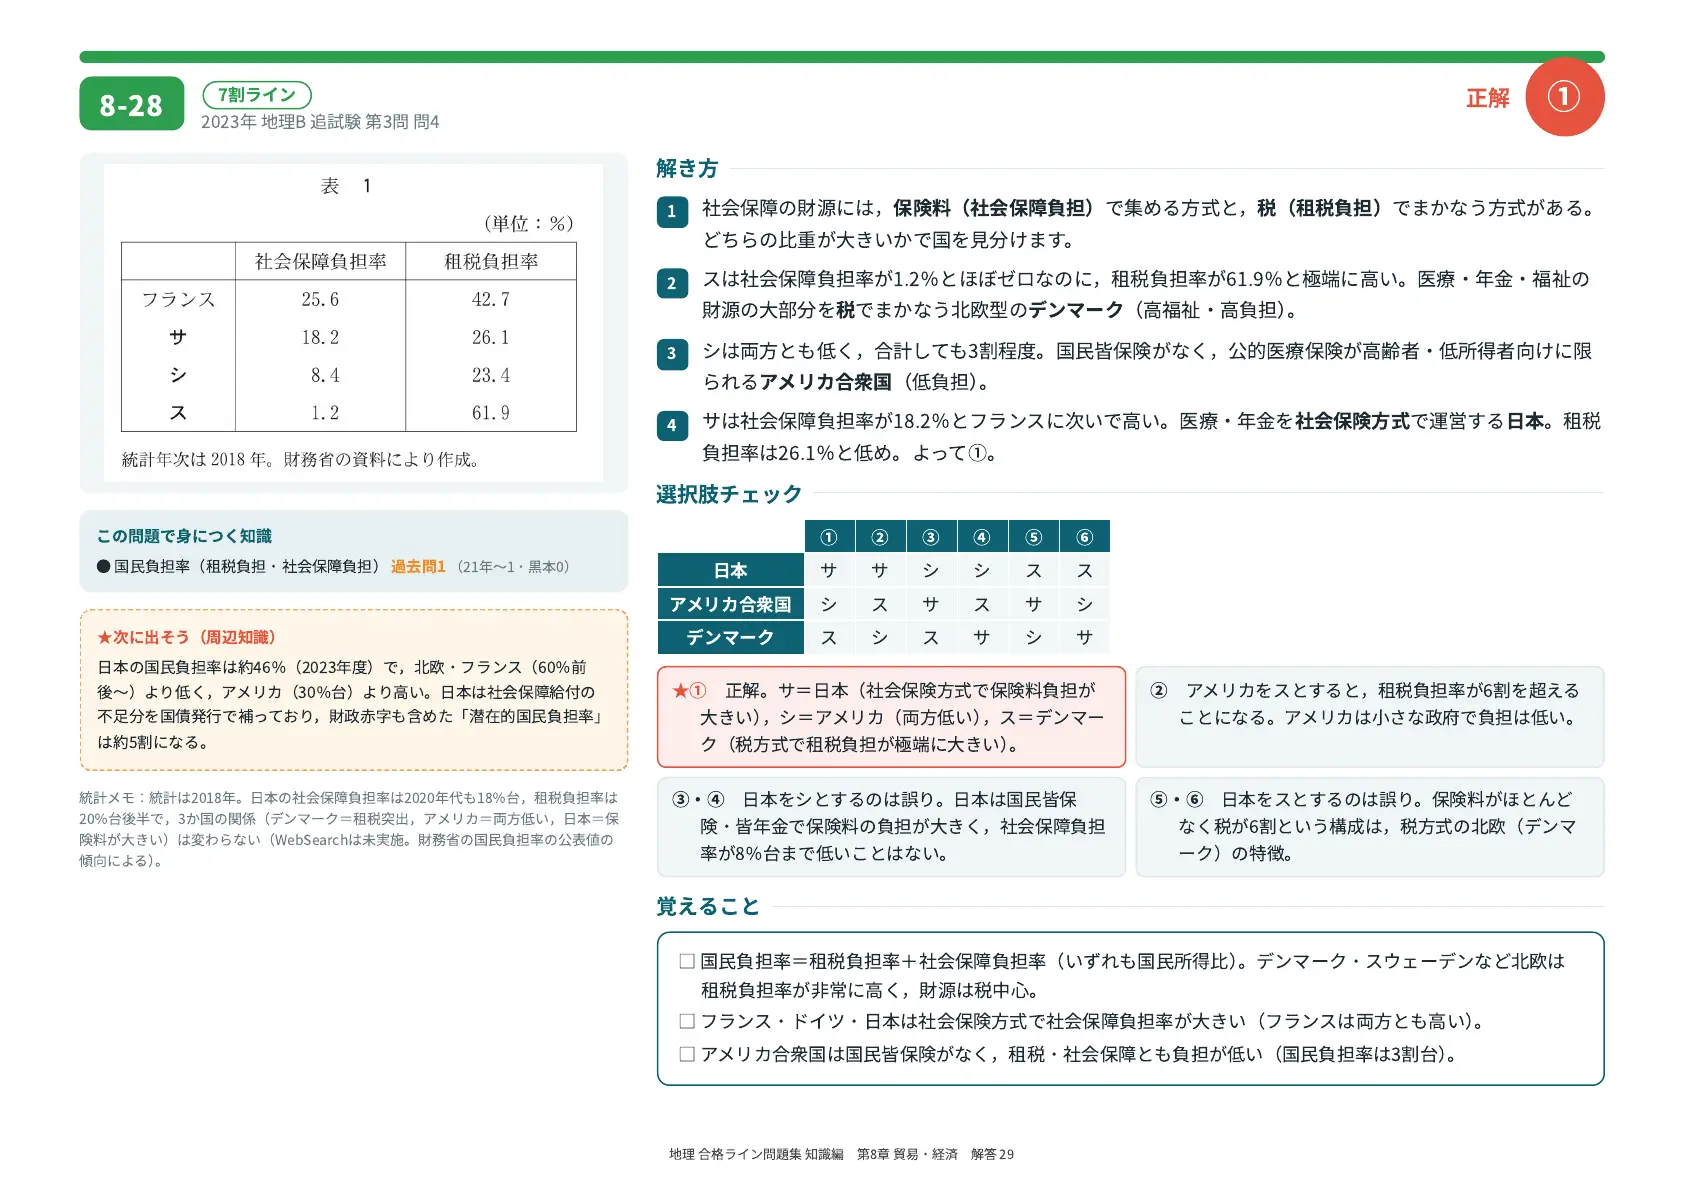 8-28
7割ライン
2023年 地理B 追試験 第3問 問4
正解
①
表 1
(単位：%)
社会保障負担率 租税負担率
フランス 25.6 42.7
サ 18.2 26.1
シ 8.4 23.4
ス 1.2 61.9
統計年次は 2018 年。財務省の資料により作成。
この問題で身につく知識
●国民負担率（租税負担・社会保障負担） 過去問1（21年〜1・黒本0）
★次に出そう（周辺知識）
日本の国民負担率は約46%（2023年度）で，北欧・フランス（60%前
後〜）より低く，アメリカ（30%台）より高い。日本は社会保障給付の
不足分を国債発行で補っており，財政赤字も含めた「潜在的国民負担率」
は約5割になる。
統計メモ：統計は2018年。日本の社会保障負担率は2020年代も18%台，租税負担率は
20%台後半で，3か国の関係（デンマーク＝租税突出，アメリカ＝両方低い，日本＝保
険料が大きい）は変わらない（WebSearchは未実施。財務省の国民負担率の公表値の
傾向による）。
解き方
1 社会保障の財源には，保険料（社会保障負担）で集める方式と，税（租税負担）でまかなう方式がある。
どちらの比重が大きいかで国を見分けます。
2 スは社会保障負担率が1.2%とほぼゼロなのに，租税負担率が61.9%と極端に高い。医療・年金・福祉の
財源の大部分を税でまかなう北欧型のデンマーク（高福祉・高負担）。
3 シは両方とも低く，合計しても3割程度。国民皆保険がなく，公的医療保険が高齢者・低所得者向けに限
られるアメリカ合衆国（低負担）。
4 サは社会保障負担率が18.2%とフランスに次いで高い。医療・年金を社会保険方式で運営する日本。租税
負担率は26.1%と低め。よって①。
選択肢チェック
① ② ③ ④ ⑤ ⑥
日本 サ サ シ シ ス ス
アメリカ合衆国 シ ス サ ス サ シ
デンマーク ス シ ス サ シ サ
★① 正解。サ＝日本（社会保険方式で保険料負担が
大きい），シ＝アメリカ（両方低い），ス＝デンマー
ク（税方式で租税負担が極端に大きい）。
② アメリカをスとすると，租税負担率が6割を超える
ことになる。アメリカは小さな政府で負担は低い。
③・④ 日本をシとするのは誤り。日本は国民皆保
険・皆年金で保険料の負担が大きく，社会保障負担
率が8%台まで低いことはない。
⑤・⑥ 日本をスとするのは誤り。保険料がほとんど
なく税が6割という構成は，税方式の北欧（デンマ
ーク）の特徴。
覚えること
□ 国民負担率＝租税負担率＋社会保障負担率（いずれも国民所得比）。デンマーク・スウェーデンなど北欧は
租税負担率が非常に高く，財源は税中心。
□ フランス・ドイツ・日本は社会保険方式で社会保障負担率が大きい（フランスは両方とも高い）。
□ アメリカ合衆国は国民皆保険がなく，租税・社会保障とも負担が低い（国民負担率は3割台）。
地理 合格ライン問題集 知識編 第8章 貿易・経済 解答 29